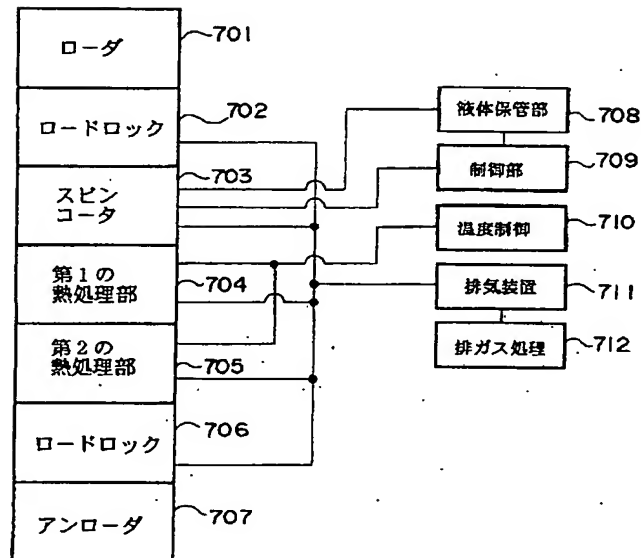 ローダ
701
ロードロック
702
スピン
コータ
703
第1の
熱処理部
704
第2の
熱処理部
705
ロードロック
706
アンローダ
707
液体保管部
708
制御部
709
温度制御
710
排気装置
711
排ガス処理
712